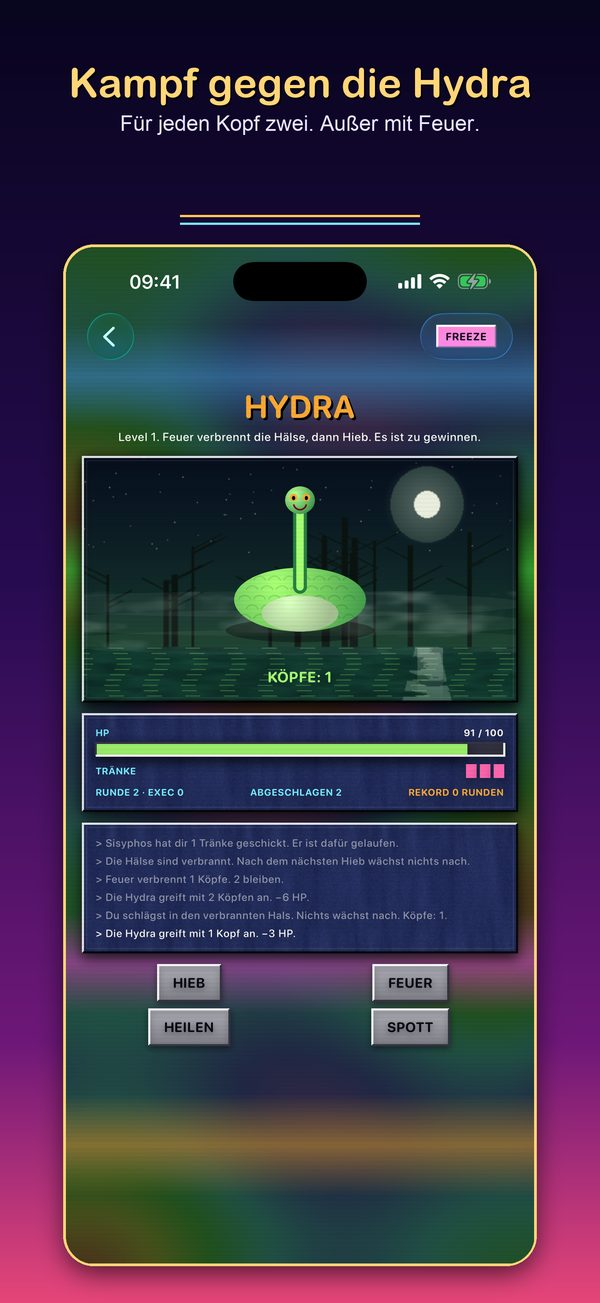 Kampf gegen die Hydra
Für jeden Kopf zwei. Außer mit Feuer.
09:41
FREEZE
HYDRA
Level 1. Feuer verbrennt die Hälse, dann Hieb. Es ist zu gewinnen.
KÖPFE: 1
HP 91 / 100
TRÄNKE
RUNDE 2 · EXEC 0 ABGESCHLAGEN 2 REKORD 0 RUNDEN
> Sisyphos hat dir 1 Tränke geschickt. Er ist dafür gelaufen.
> Die Hälse sind verbrannt. Nach dem nächsten Hieb wächst nichts nach.
> Feuer verbrennt 1 Köpfe. 2 bleiben.
> Die Hydra greift mit 2 Köpfen an. −6 HP.
> Du schlägst in den verbrannten Hals. Nichts wächst nach. Köpfe: 1.
> Die Hydra greift mit 1 Kopf an. −3 HP.
HIEB FEUER
HEILEN SPOTT